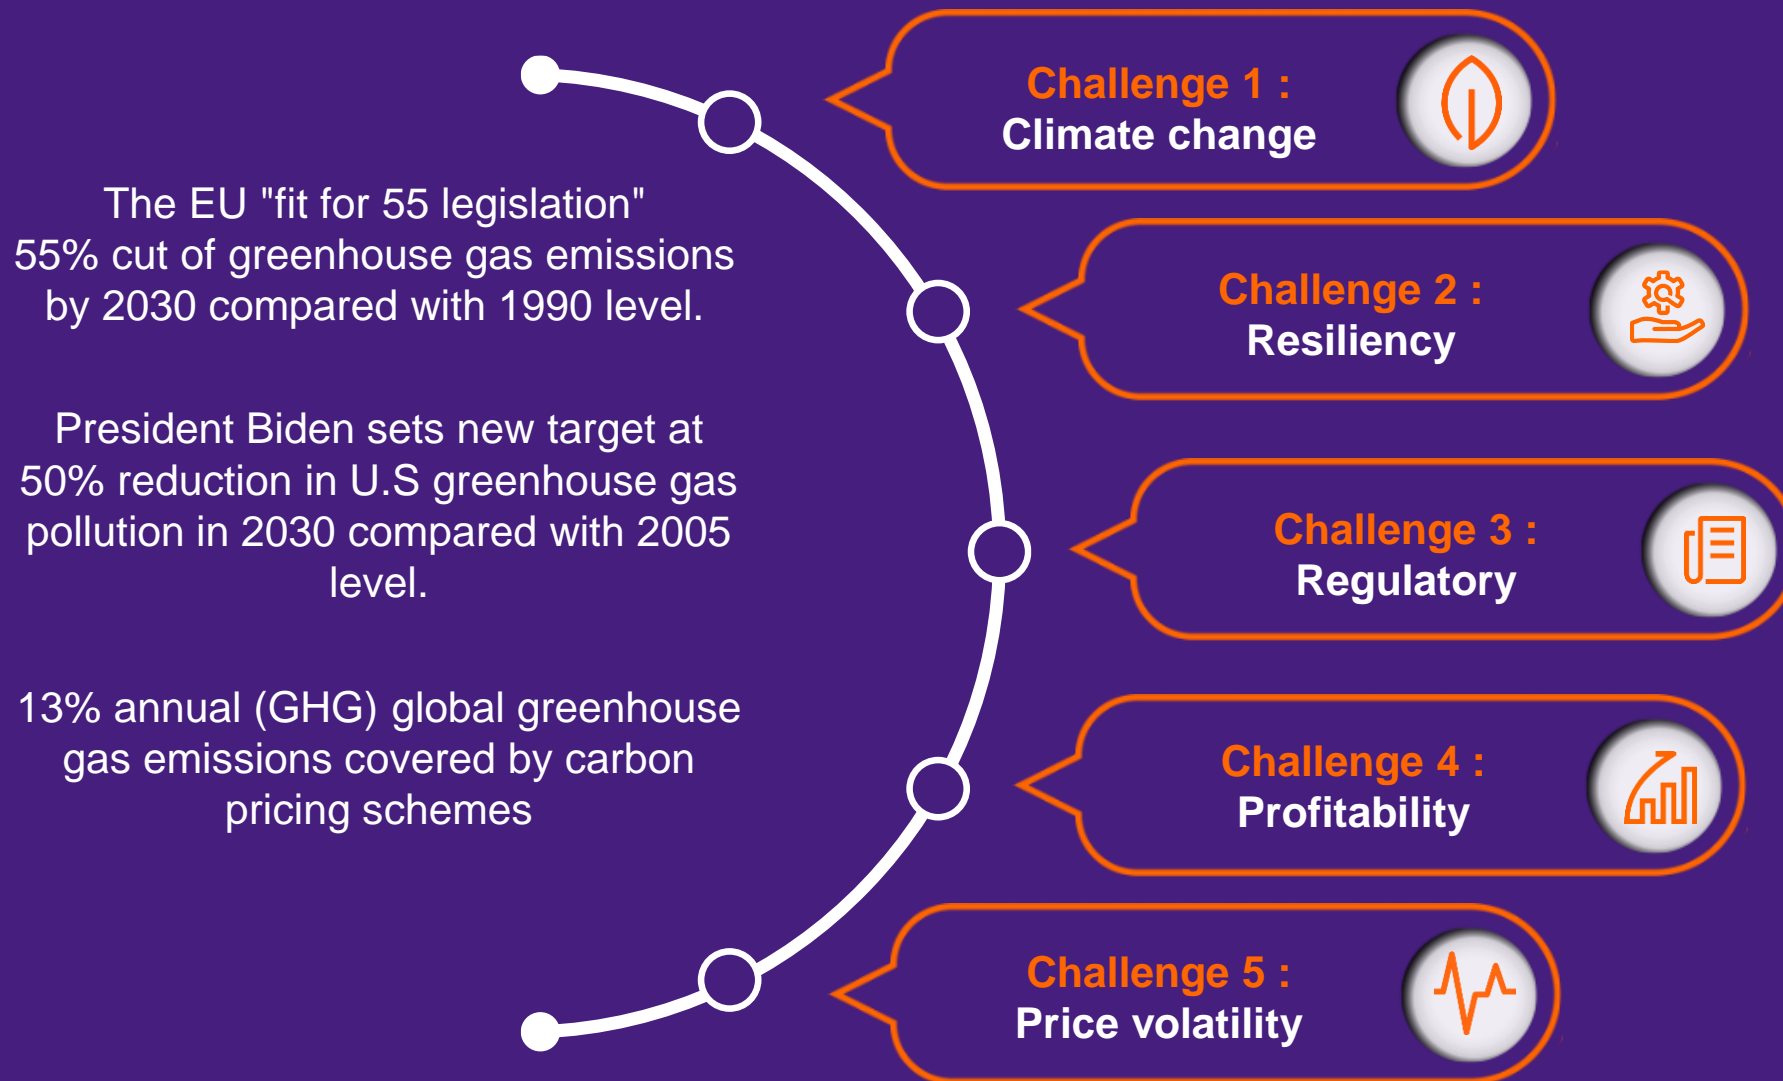 The EU "fit for 55 legislation"
55% cut of greenhouse gas emissions
by 2030 compared with 1990 level.
President Biden sets new target at
50% reduction in U.S greenhouse gas
pollution in 2030 compared with 2005
level.
13% annual (GHG) global greenhouse
gas emissions covered by carbon
pricing schemes
Challenge 1 :
Climate change
Challenge 2 :
Resiliency
Challenge 3 :
Regulatory
Challenge 4 :
Profitability
Challenge 5 :
Price volatility